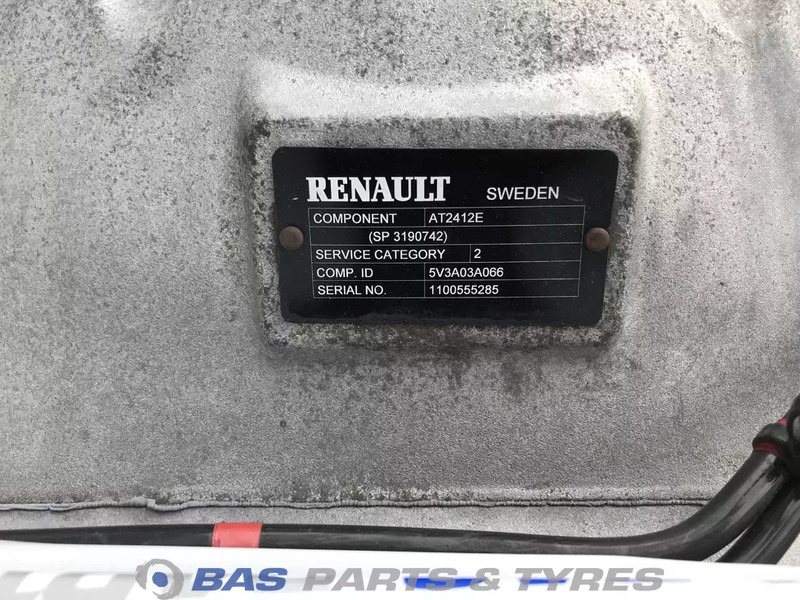 RENAULT SWEDEN
COMPONENT AT2412E
(SP 3190742)
SERVICE CATEGORY 2
COMP. ID 5V3A03A066
SERIAL NO. 1100555285
BAS PARTS & TYRES